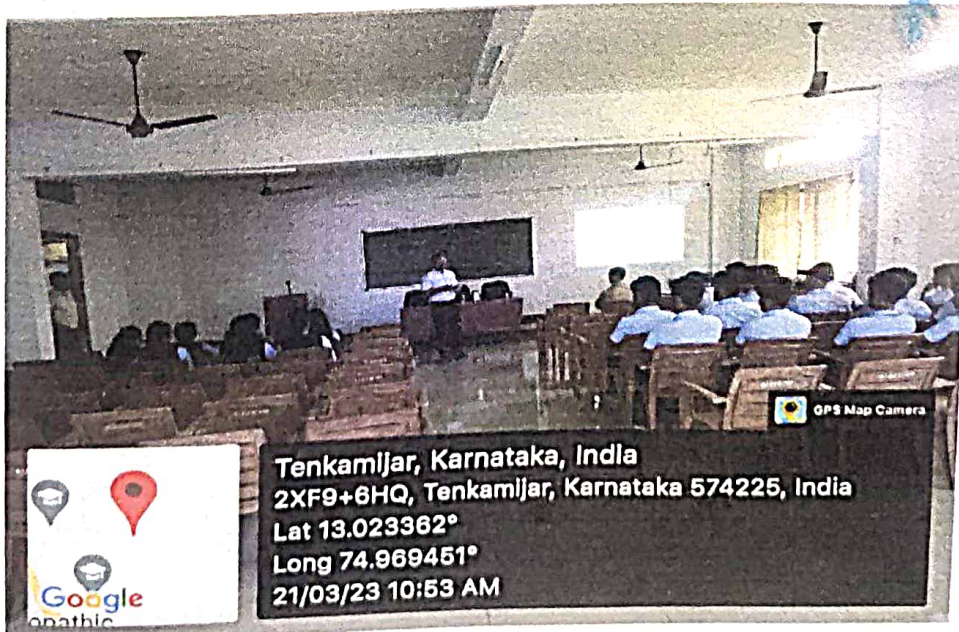 GPS Map Camera
Tenkamijar, Karnataka, India
2XF9+6HQ, Tenkamijar, Karnataka 574225, India
Lat 13.023362°
Long 74.969451°
21/03/23 10:53 AM
Google
opathic